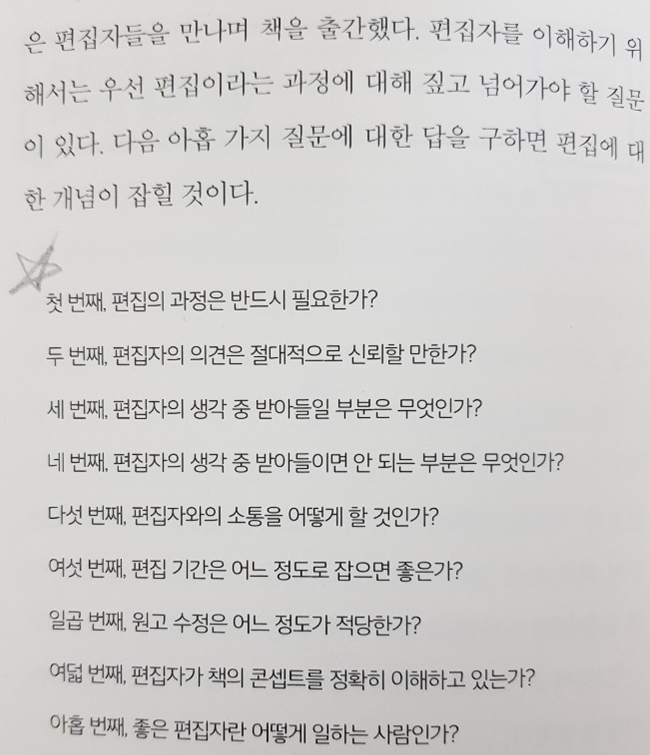 은 편집자들을 만나며 책을 출간했다. 편집자를 이해하기 위
해서는 우선 편집이라는 과정에 대해 짚고 넘어가야 할 질문
이 있다. 다음 아홉 가지 질문에 대한 답을 구하면 편집에 대
한 개념이 잡힐 것이다.
첫 번째, 편집의 과정은 반드시 필요한가?
두 번째, 편집자의 의견은 절대적으로 신뢰할 만한가?
세 번째, 편집자의 생각 중 받아들일 부분은 무엇인가?
네 번째, 편집자의 생각 중 받아들이면 안 되는 부분은 무엇인가?
다섯 번째, 편집자와의 소통을 어떻게 할 것인가?
여섯 번째, 편집 기간은 어느 정도로 잡으면 좋은가?
일곱 번째, 원고 수정은 어느 정도가 적당한가?
여덟 번째, 편집자가 책의 콘셉트를 정확히 이해하고 있는가?
아홉 번째, 좋은 편집자란 어떻게 일하는 사람인가?